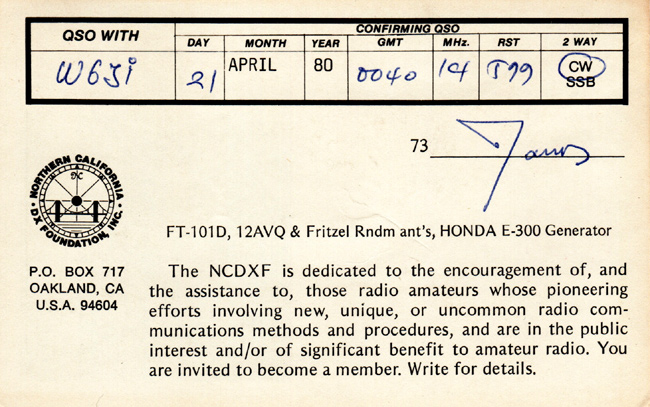 QSO WITH
CONFIRMING QSO
DAY MONTH YEAR GMT MHz. RST 2 WAY
21 APRIL 80 0040 14 599 CW
SSB
73
NORTHERN CALIFORNIA
DX
DX FOUNDATION, INC.
FT-101D, 12AVQ & Fritzel Rndm ant's, HONDA E-300 Generator
P.O. BOX 717
OAKLAND, CA
U.S.A. 94604
The NCDXF is dedicated to the encouragement of, and
the assistance to, those radio amateurs whose pioneering
efforts involving new, unique, or uncommon radio com-
munications methods and procedures, and are in the public
interest and/or of significant benefit to amateur radio. You
are invited to become a member. Write for details.